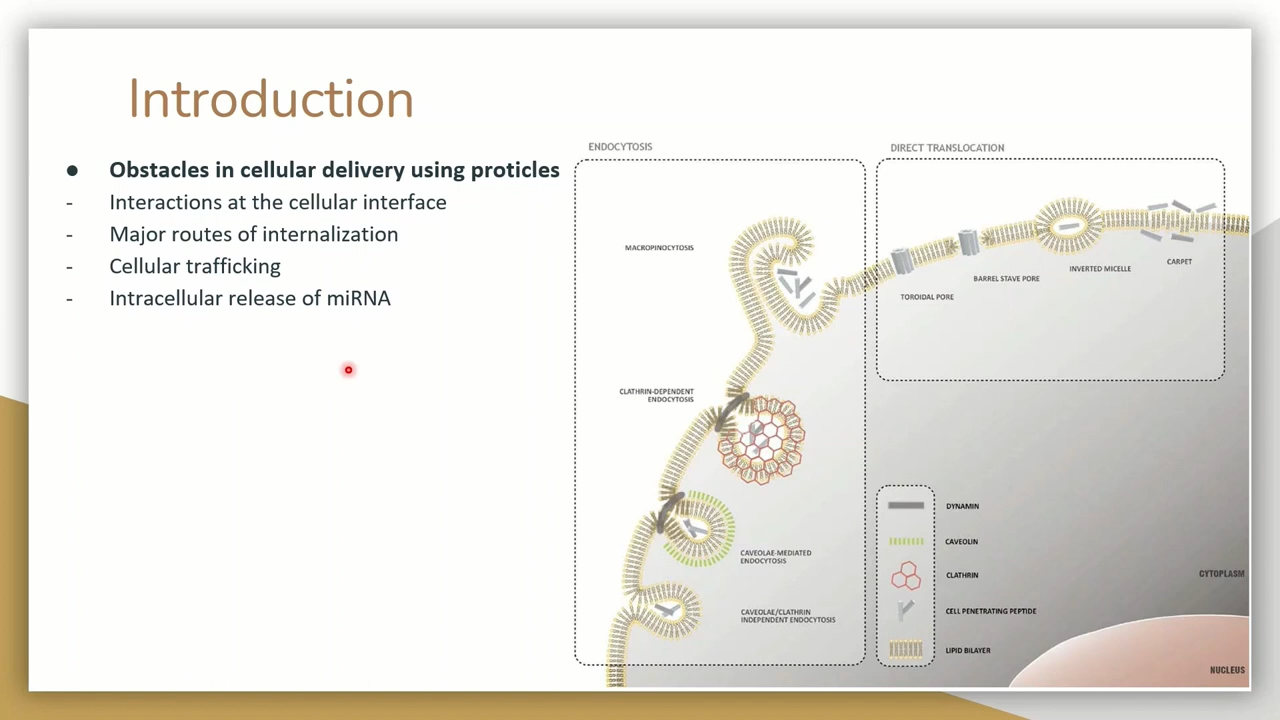 Introduction
● Obstacles in cellular delivery using proticles
- Interactions at the cellular interface
- Major routes of internalization
- Cellular trafficking
- Intracellular release of miRNA
ENDOCYTOSIS
MACROPINOCYTOSIS
CLATHRIN-DEPENDENT
ENDOCYTOSIS
CAVEOLAE-MEDIATED
ENDOCYTOSIS
CAVEOLAE/CLATHRIN
INDEPENDENT ENDOCYTOSIS
DIRECT TRANSLOCATION
TOROIDAL PORE
BARREL STAVE PORE
INVERTED MICELLE
CARPET
DYNAMIN
CAVEOLIN
CLATHRIN
CELL PENETRATING PEPTIDE
LIPID BILAYER
CYTOPLASM
NUCLEUS